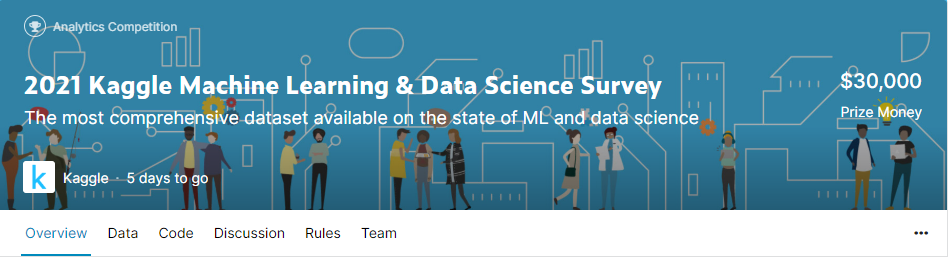 Analytics Competition
2021 Kaggle Machine Learning & Data Science Survey
$30,000
The most comprehensive dataset available on the state of ML and data science
Prize Money
k
Kaggle · 5 days to go
Overview Data Code Discussion Rules Team